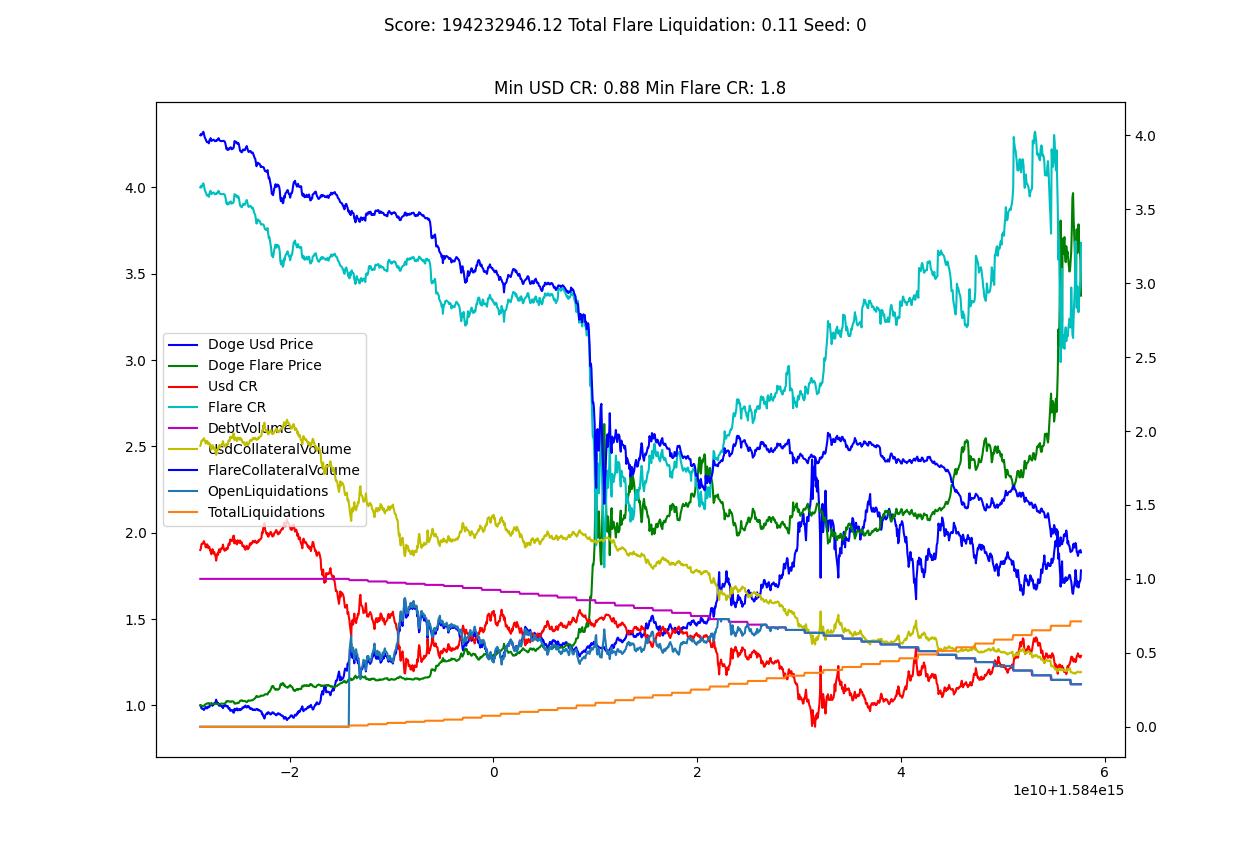 Score: 194232946.12 Total Flare Liquidation: 0.11 Seed: 0
Min USD CR: 0.88 Min Flare CR: 1.8
4.0
3.5
3.0
2.5
2.0
1.5
1.0
Doge Usd Price
Doge Flare Price
Usd CR
Flare CR
DebtVolume
UsdCollateralVolume
FlareCollateralVolume
OpenLiquidations
TotalLiquidations
4.0
3.5
3.0
2.5
2.0
1.5
1.0
0.5
0.0
−2 0 2 4 6
1e10+1.584e15